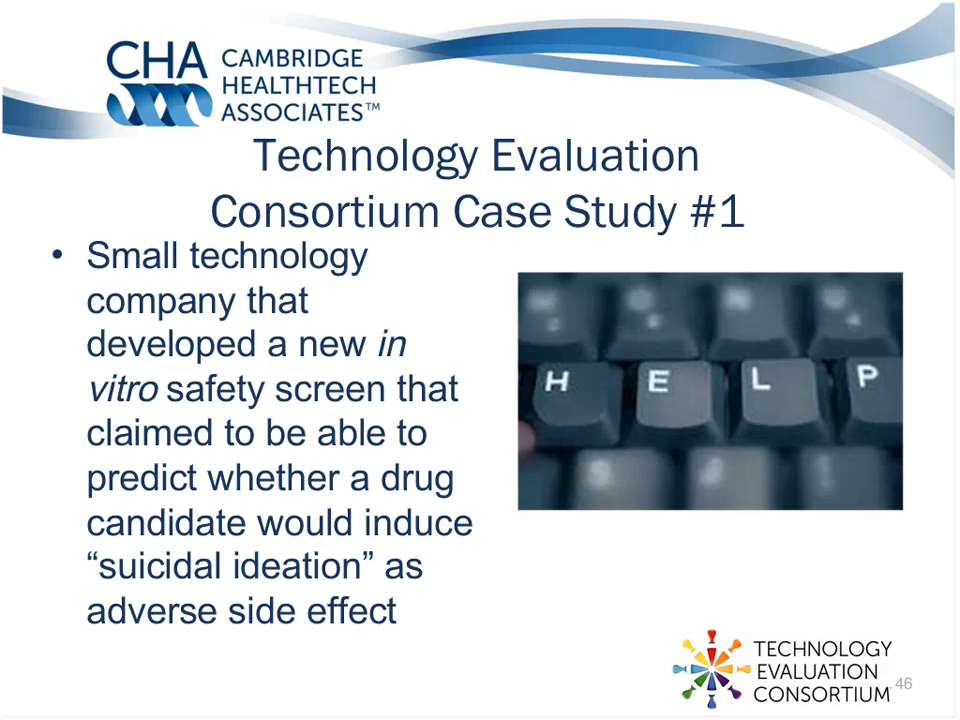 CHA CAMBRIDGE
HEALTHTECH
ASSOCIATES™
Technology Evaluation
Consortium Case Study #1
• Small technology
company that
developed a new in
vitro safety screen that
claimed to be able to
predict whether a drug
candidate would induce
“suicidal ideation” as
adverse side effect
H E L P
TECHNOLOGY
EVALUATION
CONSORTIUM
46